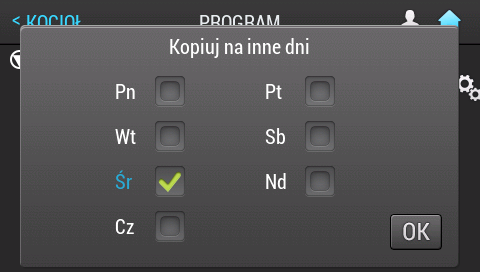 < KOCIOŁ PROGRAM
Kopiuj na inne dni
Pn
Wt
Śr
Cz
Pt
Sb
Nd
OK